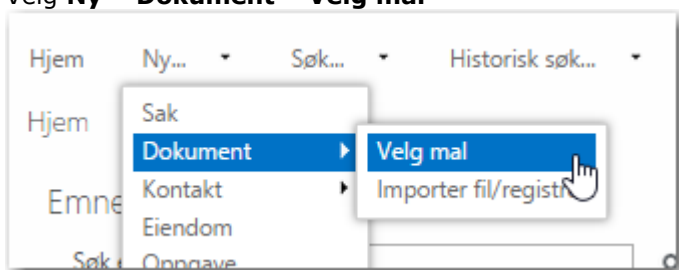 Velg Ny – Dokument – Velg mal
Hjem Ny... Søk... Historisk søk...
Hjem
Sak
Dokument Velg mal
Kontakt Importer fil/registr
Emne
Eiendom
Søk
Oppgave